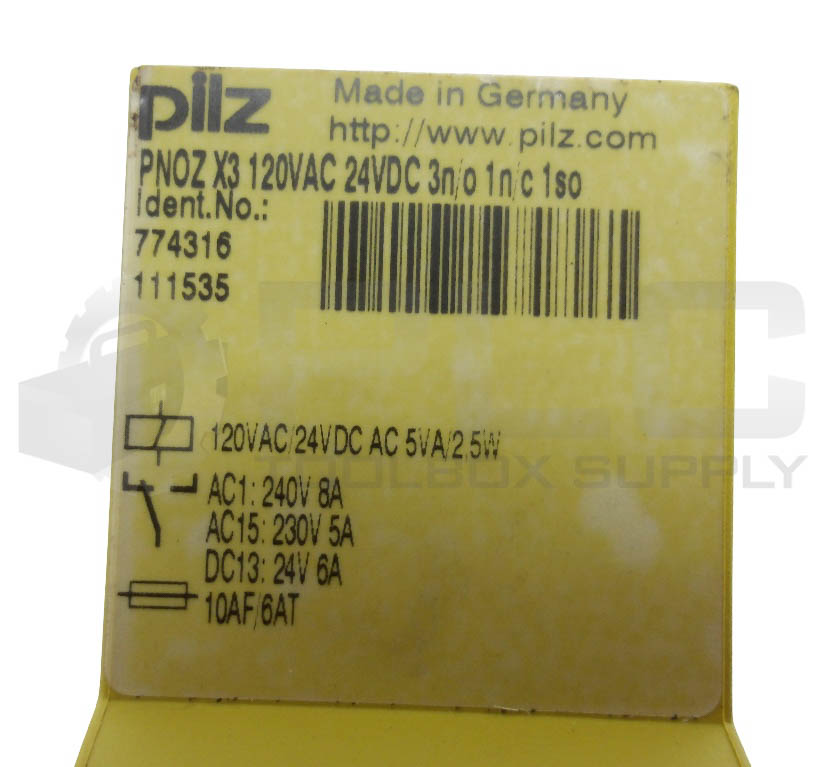 pilz
Made in Germany
http://www.pilz.com
PNOZ X3 120VAC 24VDC 3n/o 1n/c 1so
Ident.No.:
774316
111535
120VAC/24VDC AC 5VA/2,5W
AC1: 240V 8A
AC15: 230V 5A
DC13: 24V 6A
10AF/6AT
PLC
TOOLBOX SUPPLY